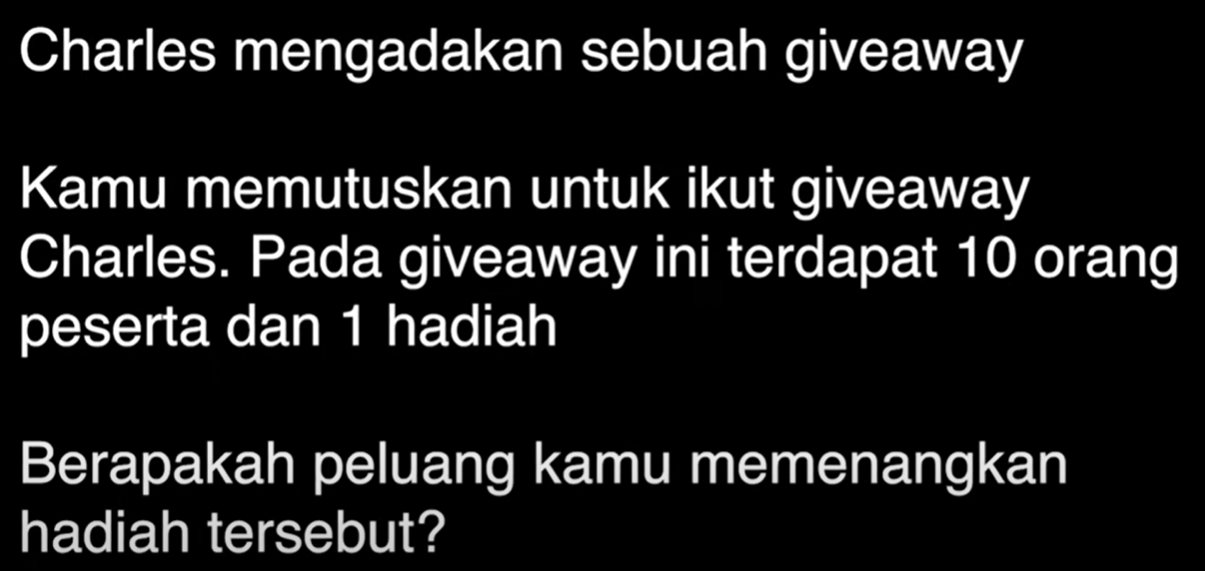 Charles mengadakan sebuah giveaway
Kamu memutuskan untuk ikut giveaway
Charles. Pada giveaway ini terdapat 10 orang
peserta dan 1 hadiah
Berapakah peluang kamu memenangkan
hadiah tersebut?